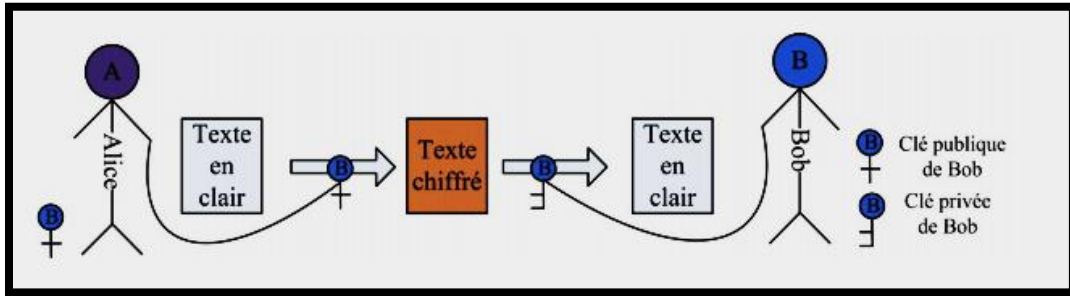 A
Alice
B
Texte
en
clair
B
Texte
chiffré
B
Texte
en
clair
B
Bob
B
Clé publique
de Bob
B
Clé privée
de Bob